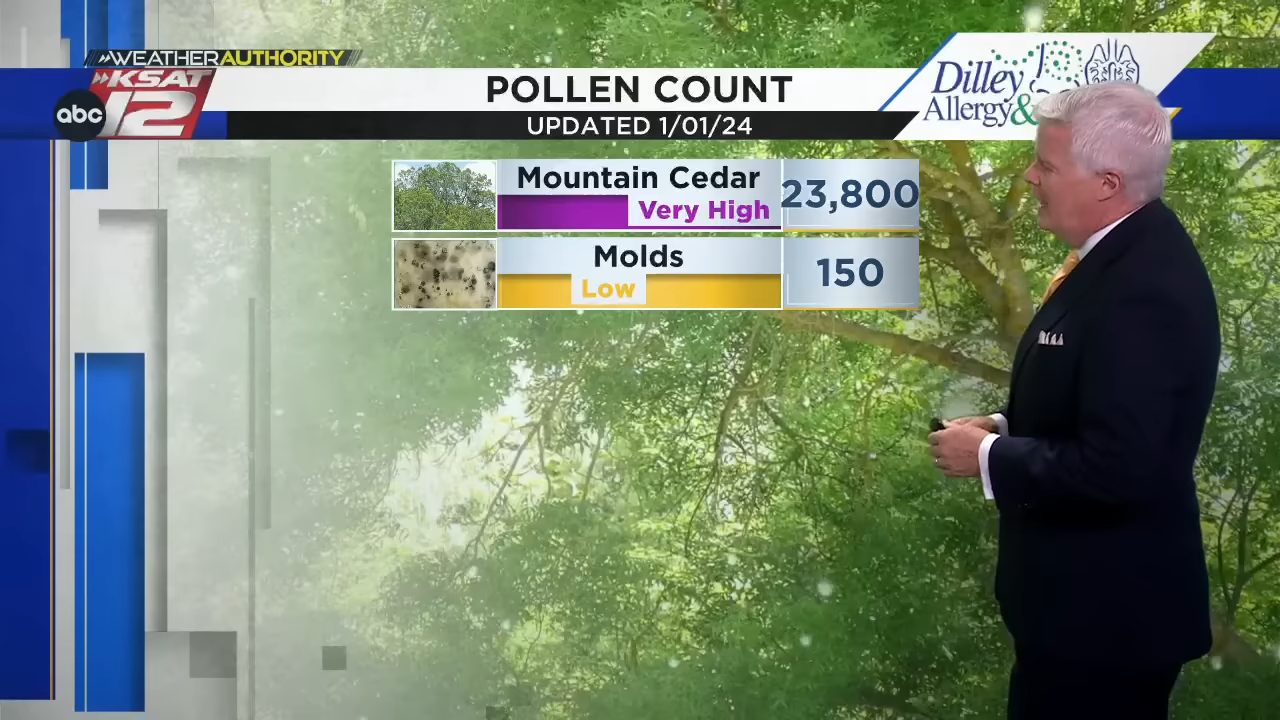 WEATHER AUTHORITY
KSAT
abc 12
POLLEN COUNT
UPDATED 1/01/24
Dilley
Allergy &
Mountain Cedar
Very High
23,800
Molds
Low
150